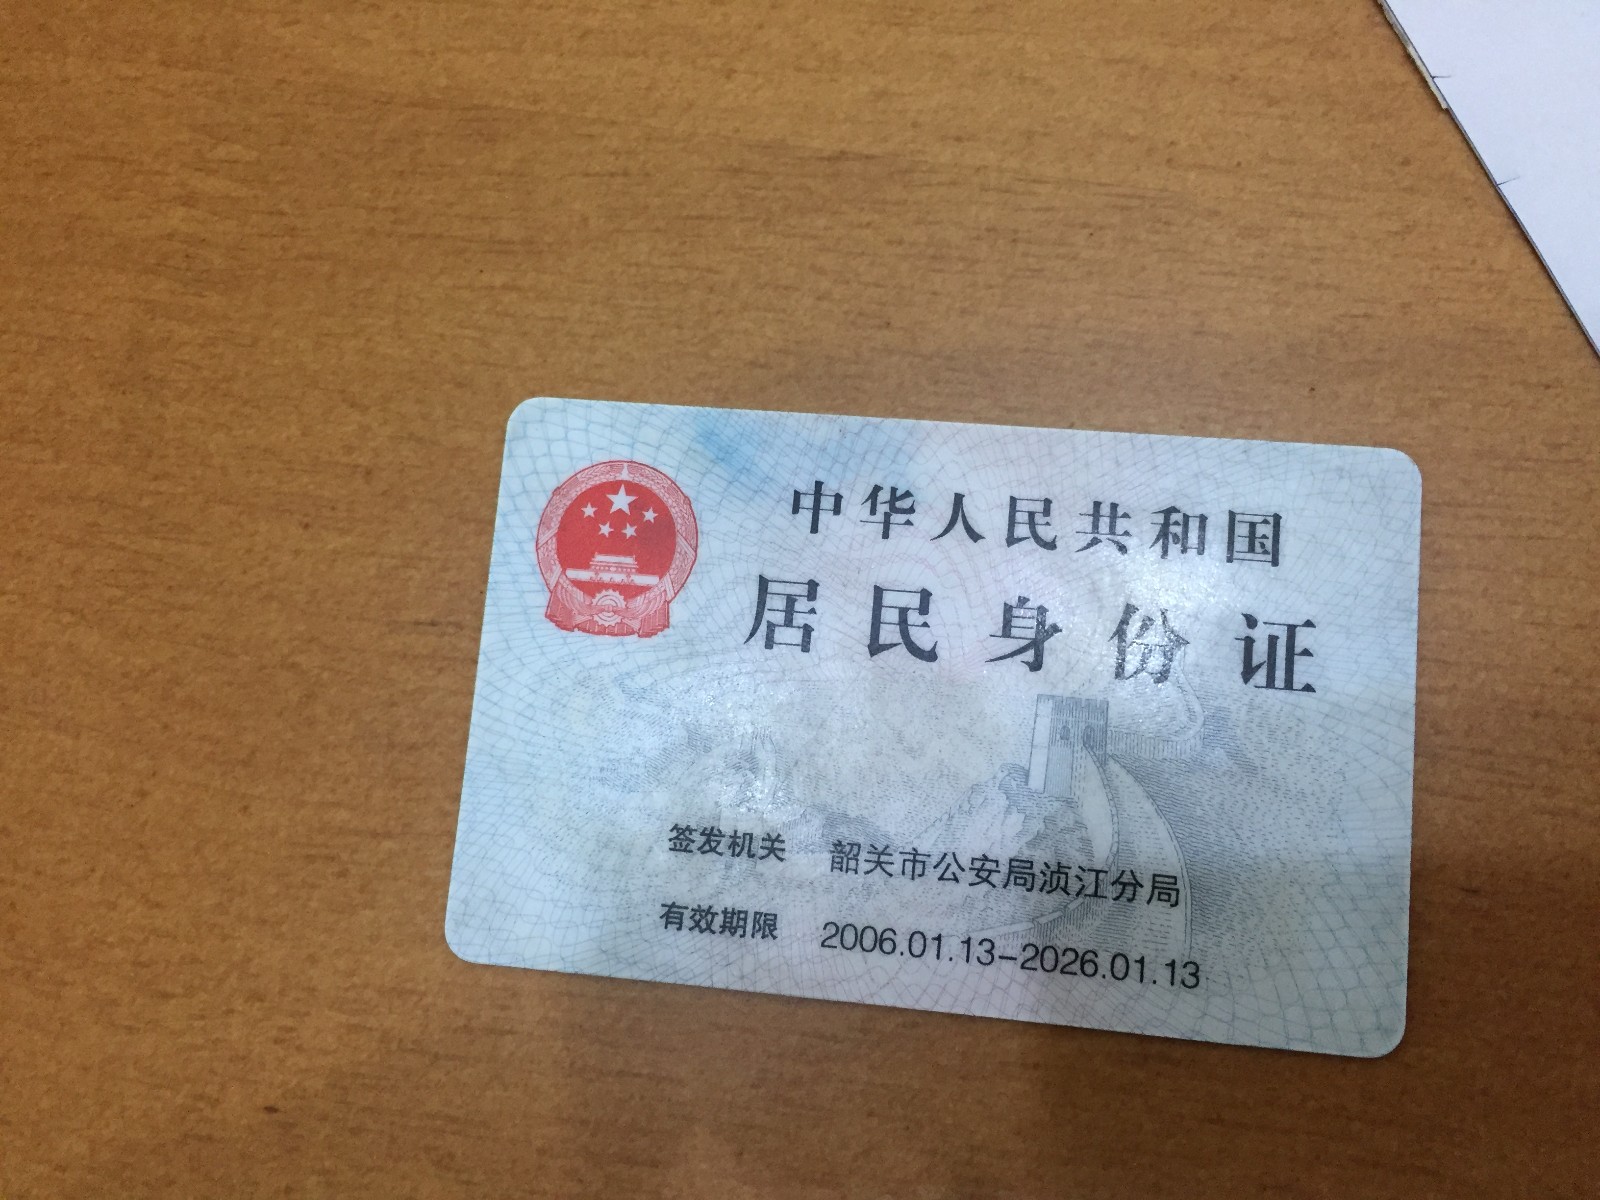 中华人民共和国
居民身份证
签发机关 韶关市公安局浈江分局
有效期限 2006.01.13-2026.01.13